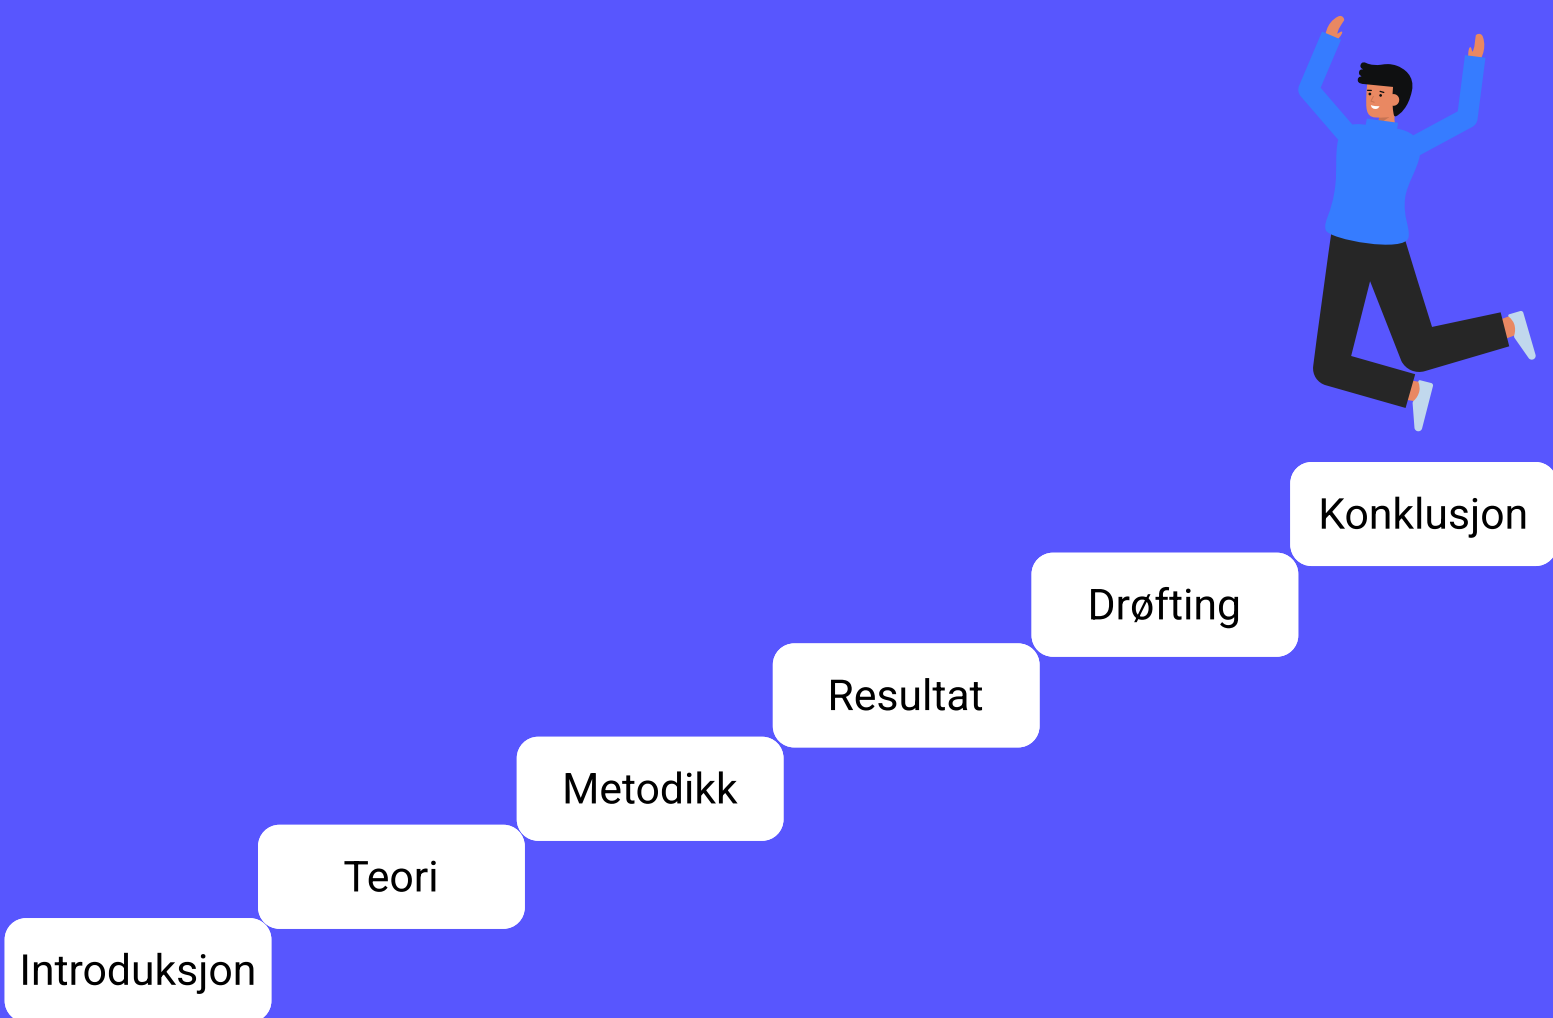 Introduksjon
Teori
Metodikk
Resultat
Drøfting
Konklusjon